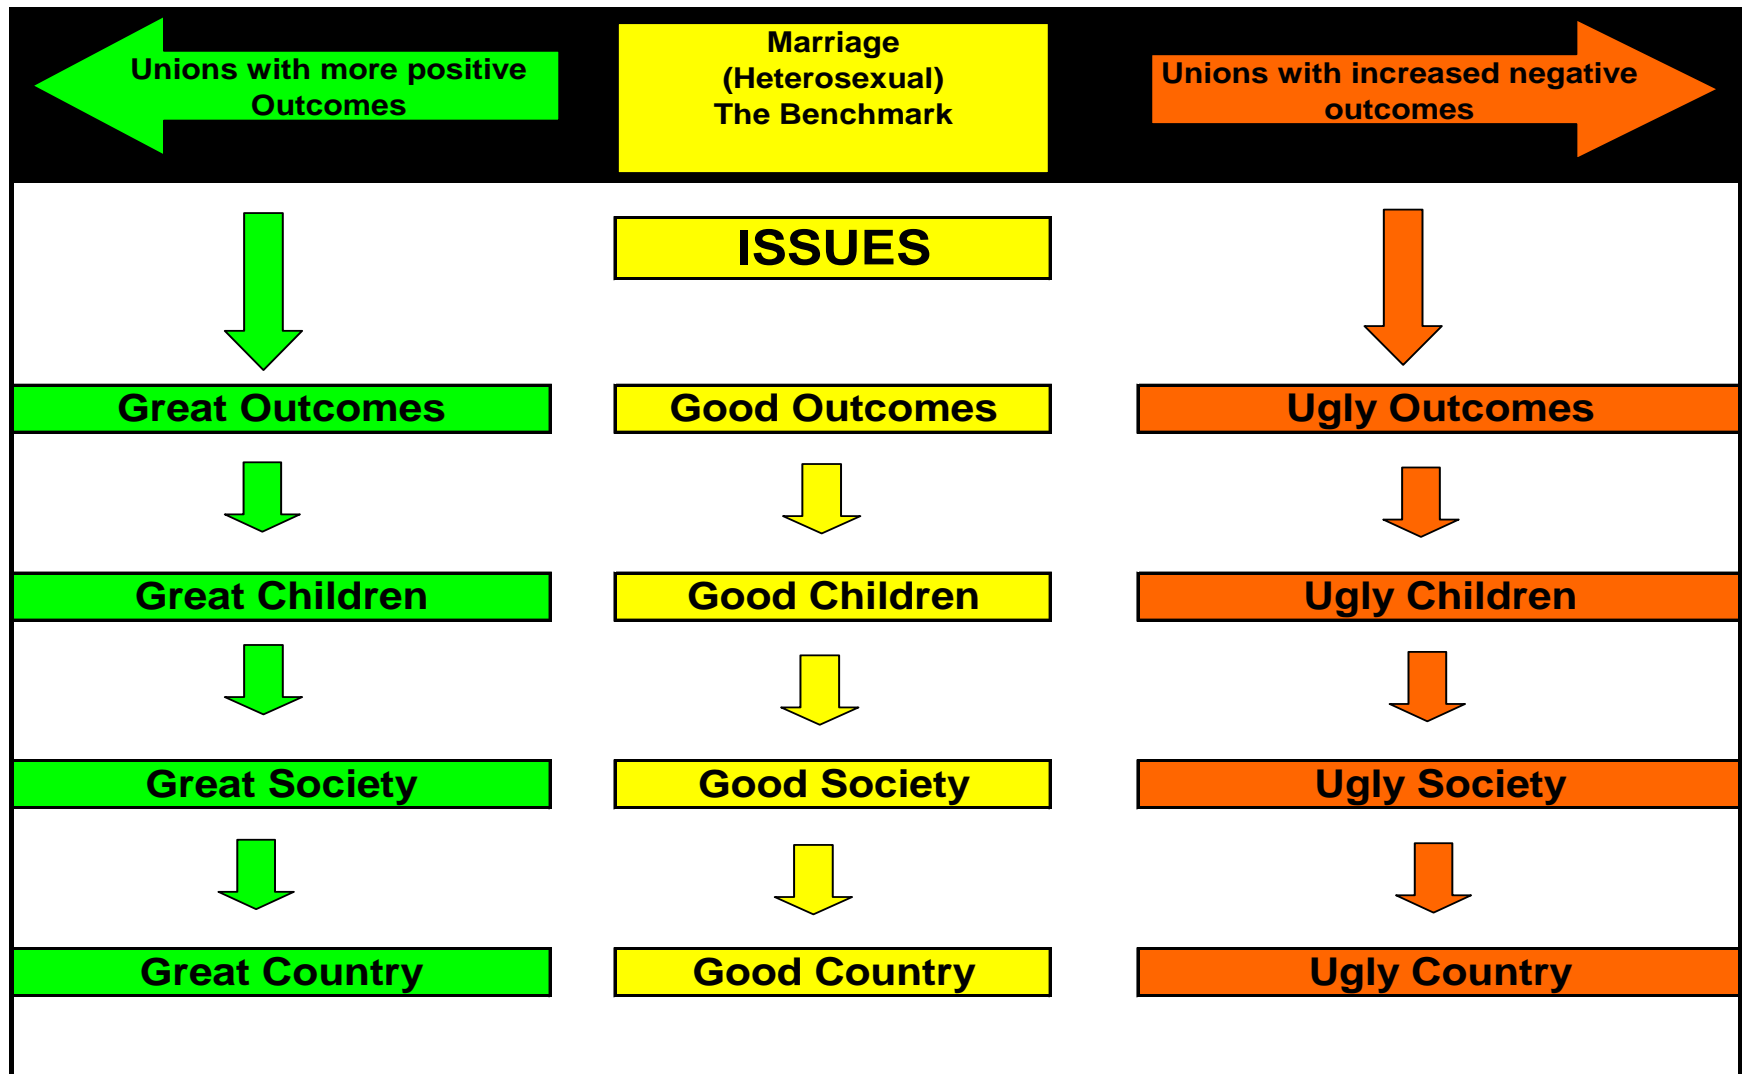 Unions with more positive
Outcomes
Marriage
(Heterosexual)
The Benchmark
Unions with increased negative
outcomes
ISSUES
Great Outcomes
Good Outcomes
Ugly Outcomes
Great Children
Good Children
Ugly Children
Great Society
Good Society
Ugly Society
Great Country
Good Country
Ugly Country